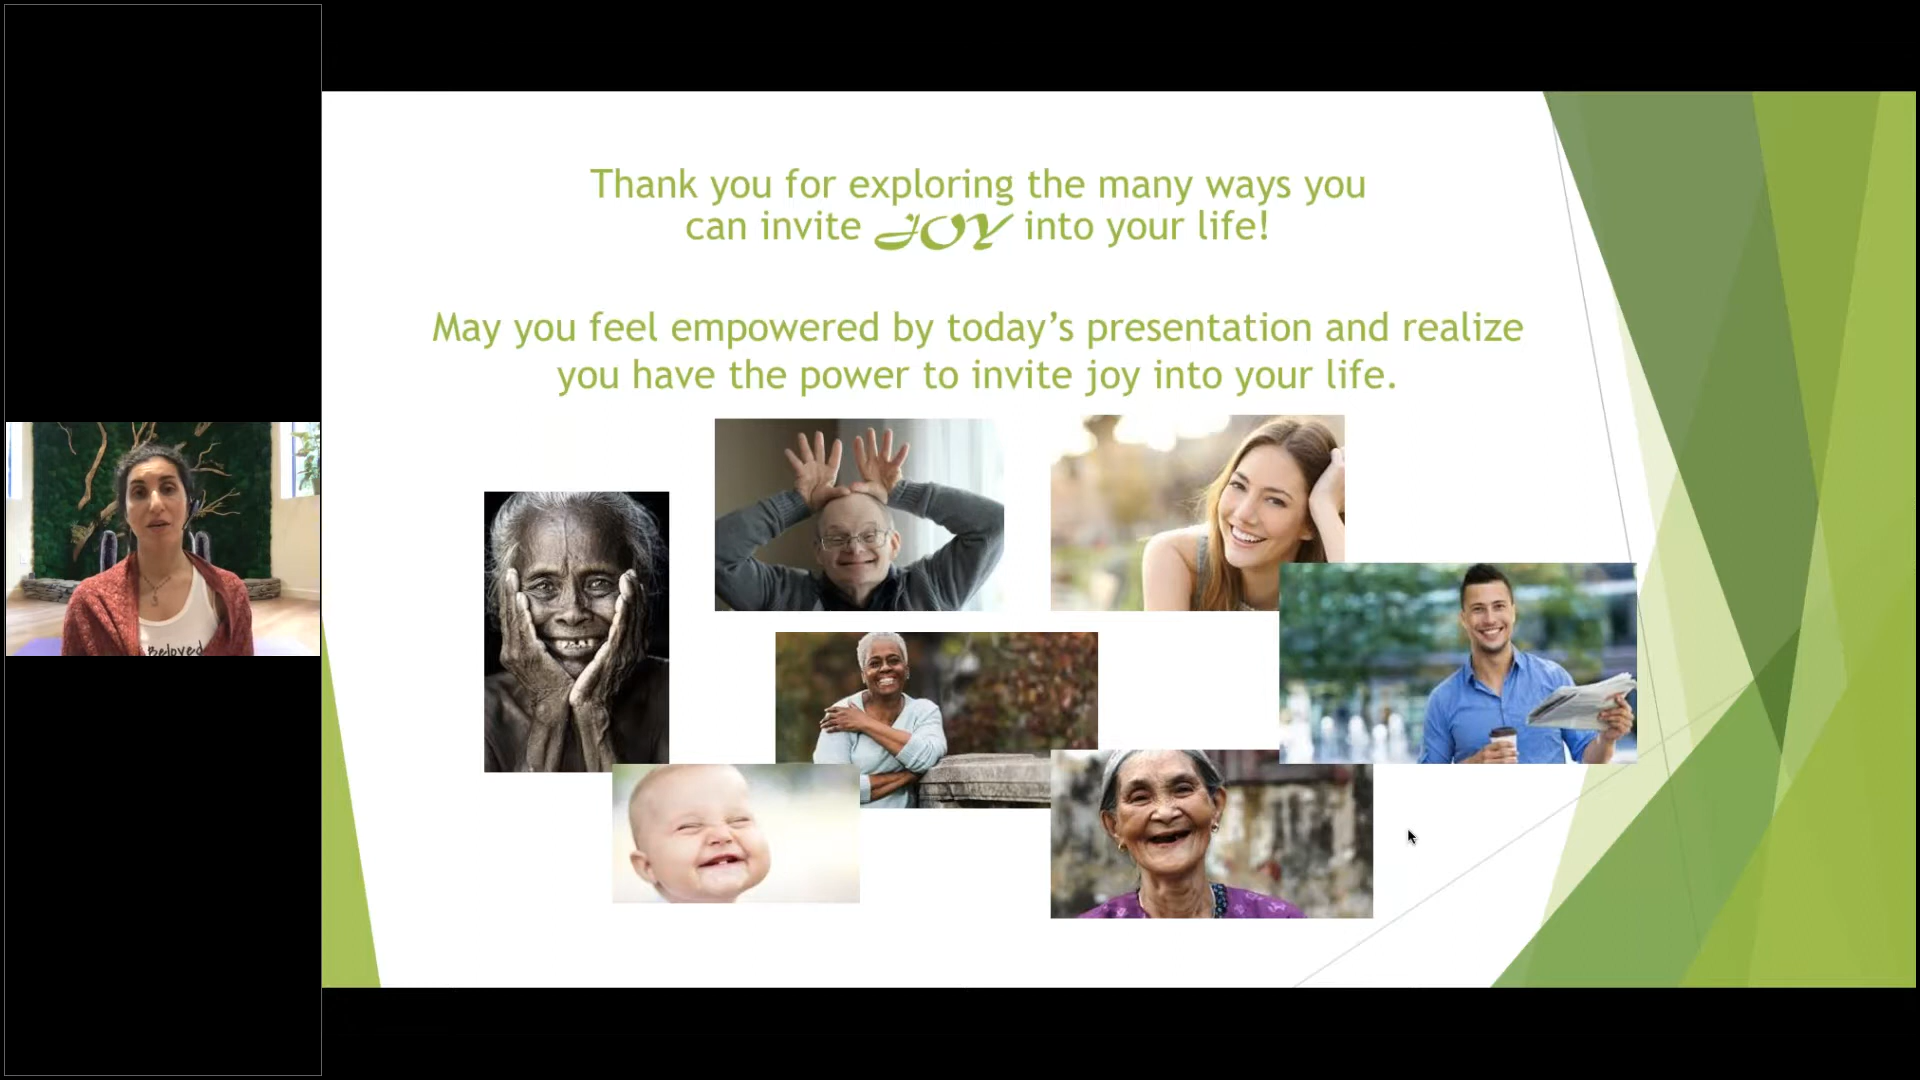 Thank you for exploring the many ways you
can invite JOY into your life!
May you feel empowered by today’s presentation and realize
you have the power to invite joy into your life.
Beloved